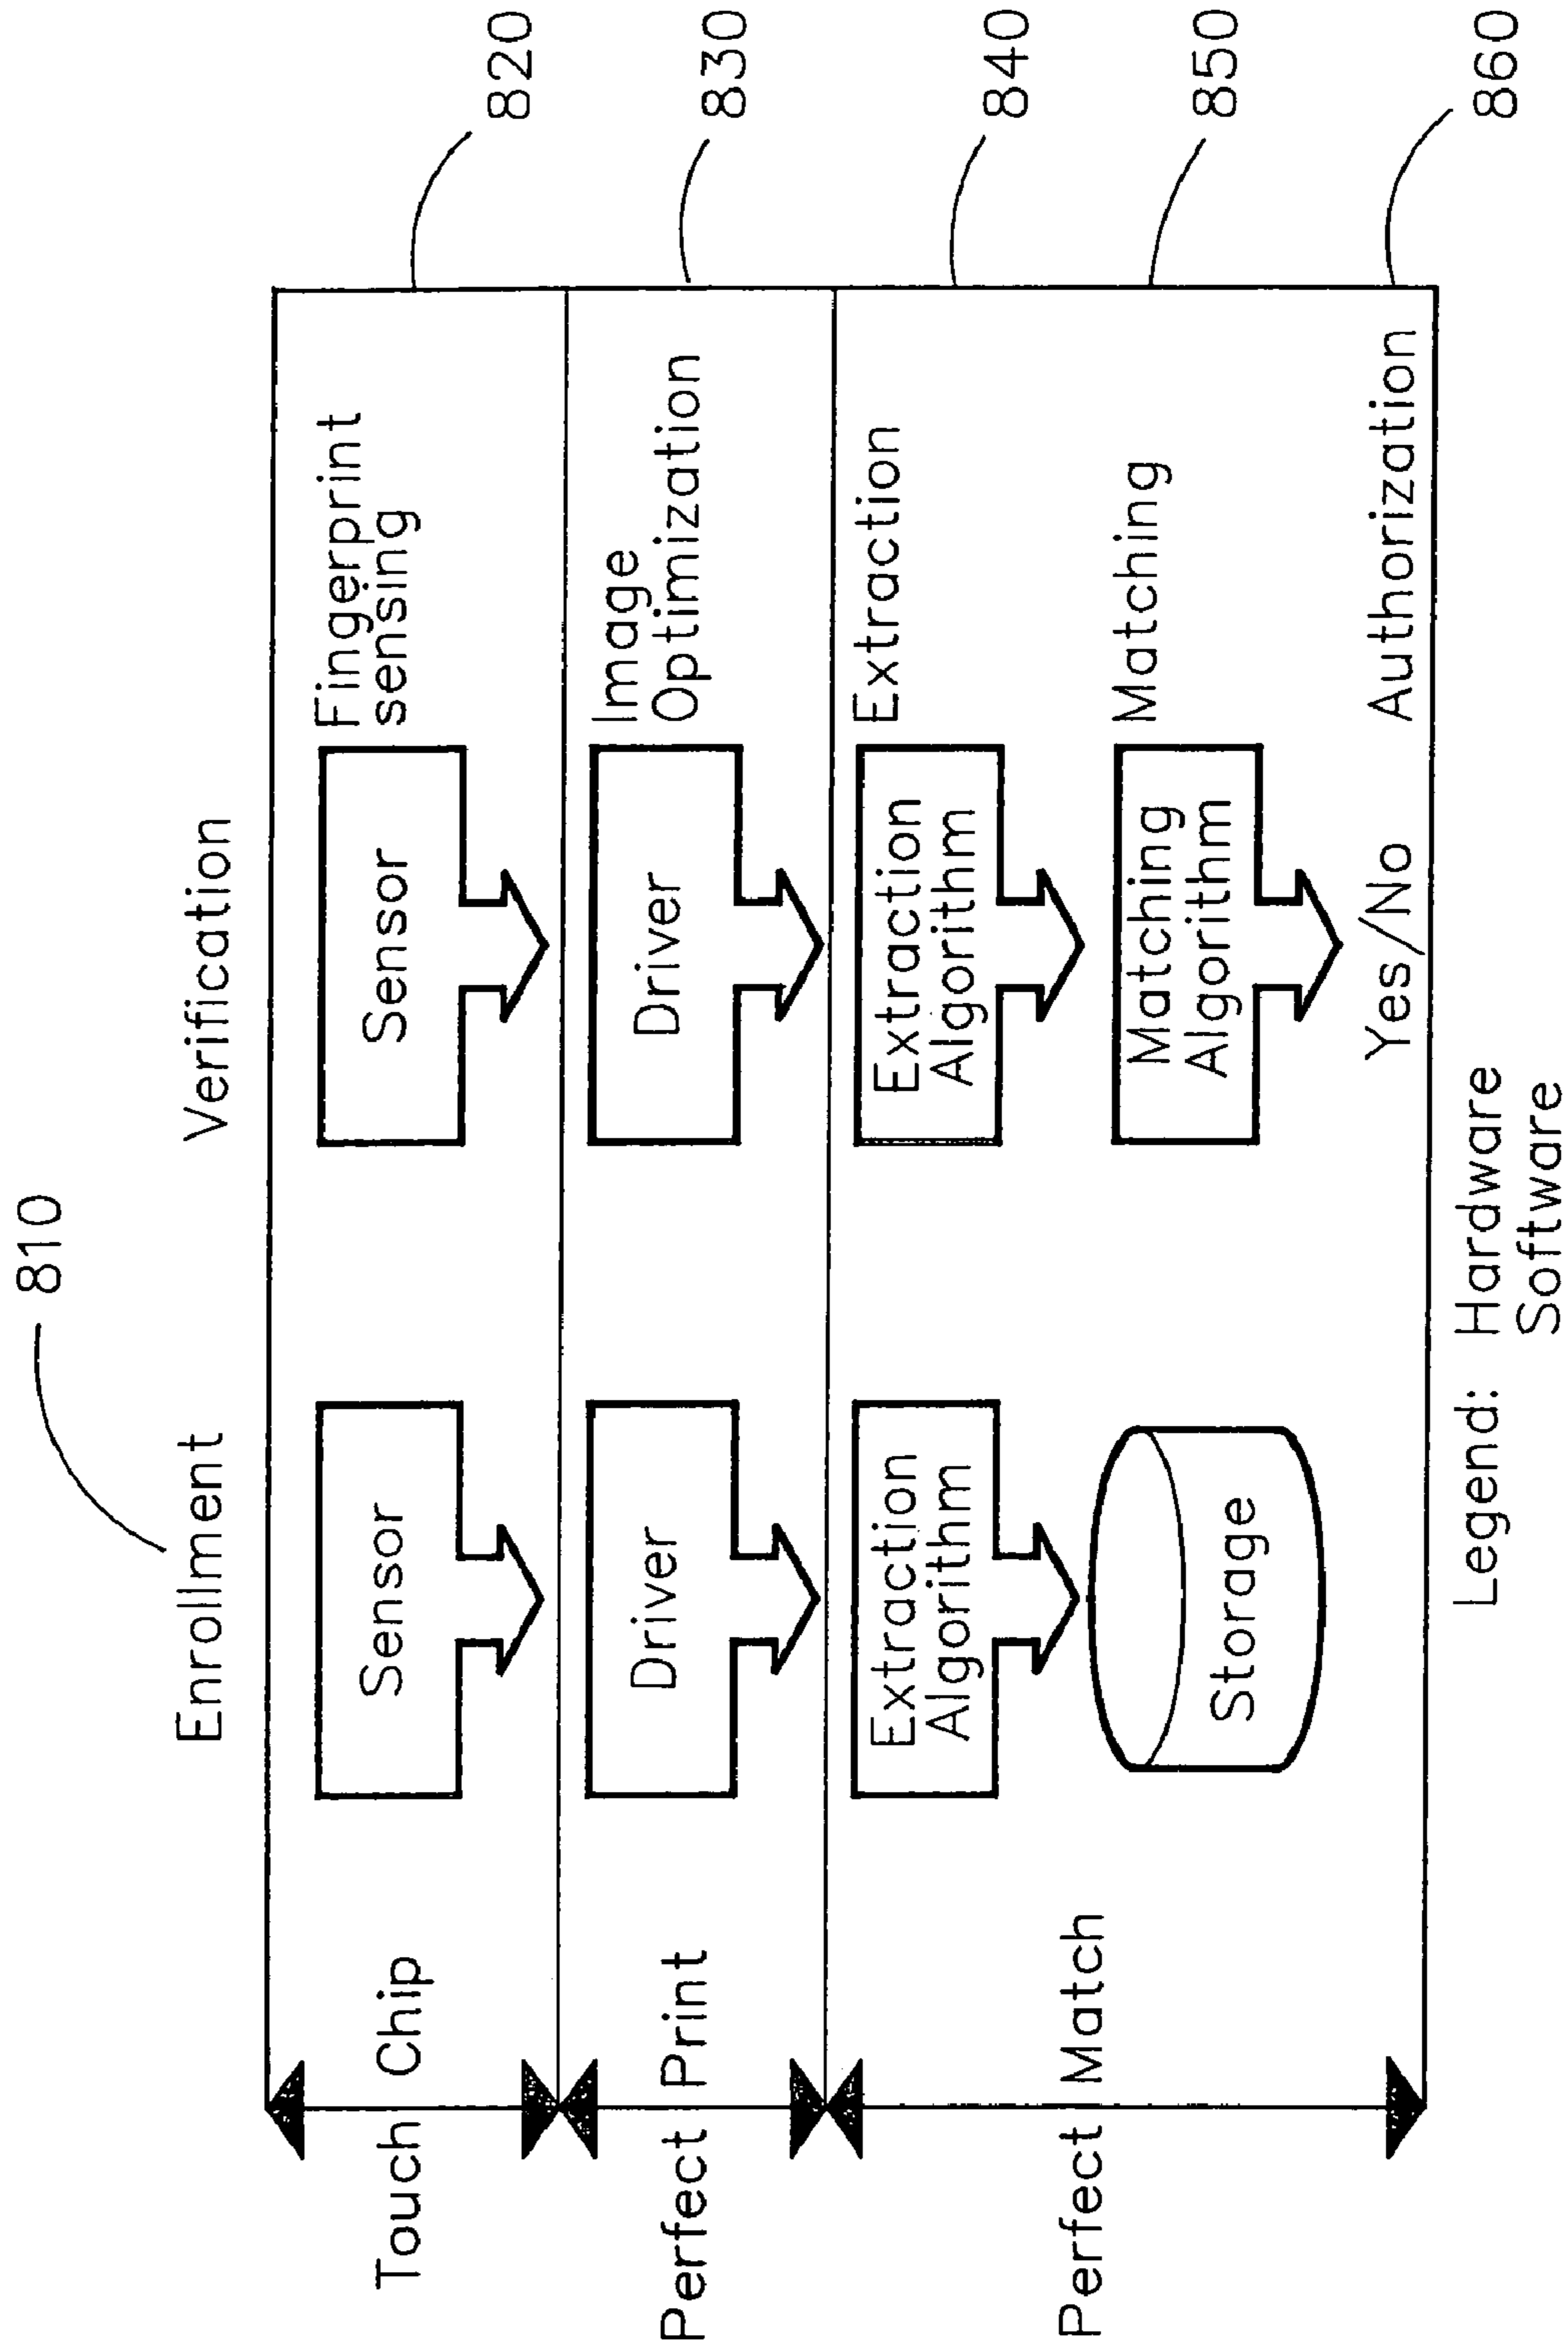 810
Enrollment
Verification
Touch Chip
Sensor
Sensor
Fingerprint
sensing
820
Perfect Print
Driver
Driver
Image
Optimization
830
Perfect Match
Extraction
Algorithm
Extraction
Algorithm
Extraction
840
Storage
Matching
Algorithm
Matching
850
Yes/No
Authorization
860
Legend: Hardware
Software